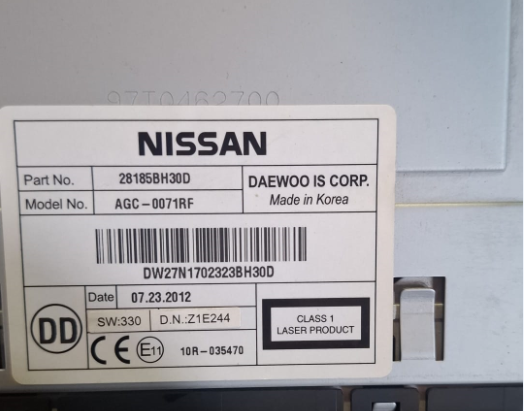 97T0462700
NISSAN
Part No. 28185BH30D
DAEWOO IS CORP.
Model No. AGC-0071RF
Made in Korea
DW27N1702323BH30D
DD
Date 07.23.2012
SW:330 D.N.:Z1E244
CE E11 10R-035470
CLASS 1
LASER PRODUCT